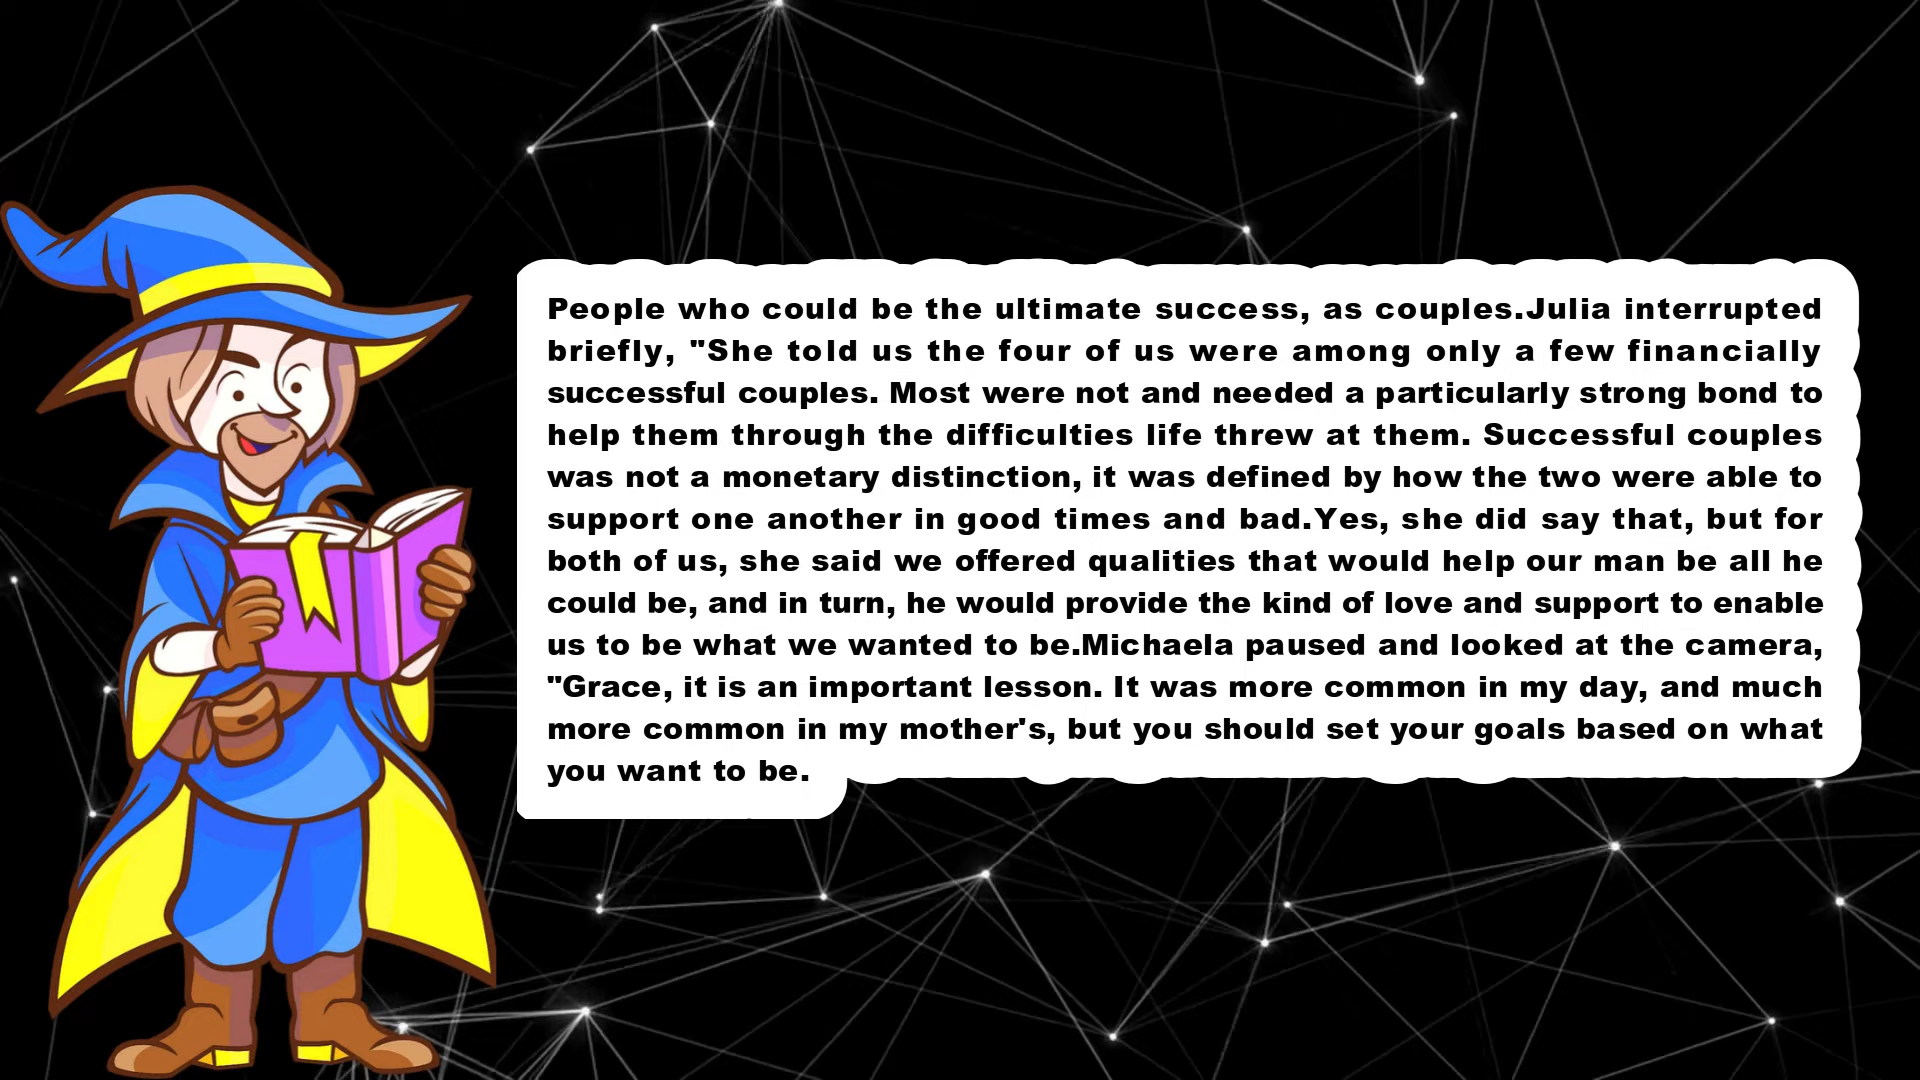 People who could be the ultimate success, as couples.Julia interrupted
briefly, "She told us the four of us were among only a few financially
successful couples. Most were not and needed a particularly strong bond to
help them through the difficulties life threw at them. Successful couples
was not a monetary distinction, it was defined by how the two were able to
support one another in good times and bad.Yes, she did say that, but for
both of us, she said we offered qualities that would help our man be all he
could be, and in turn, he would provide the kind of love and support to enable
us to be what we wanted to be.Michaela paused and looked at the camera,
"Grace, it is an important lesson. It was more common in my day, and much
more common in my mother's, but you should set your goals based on what
you want to be.